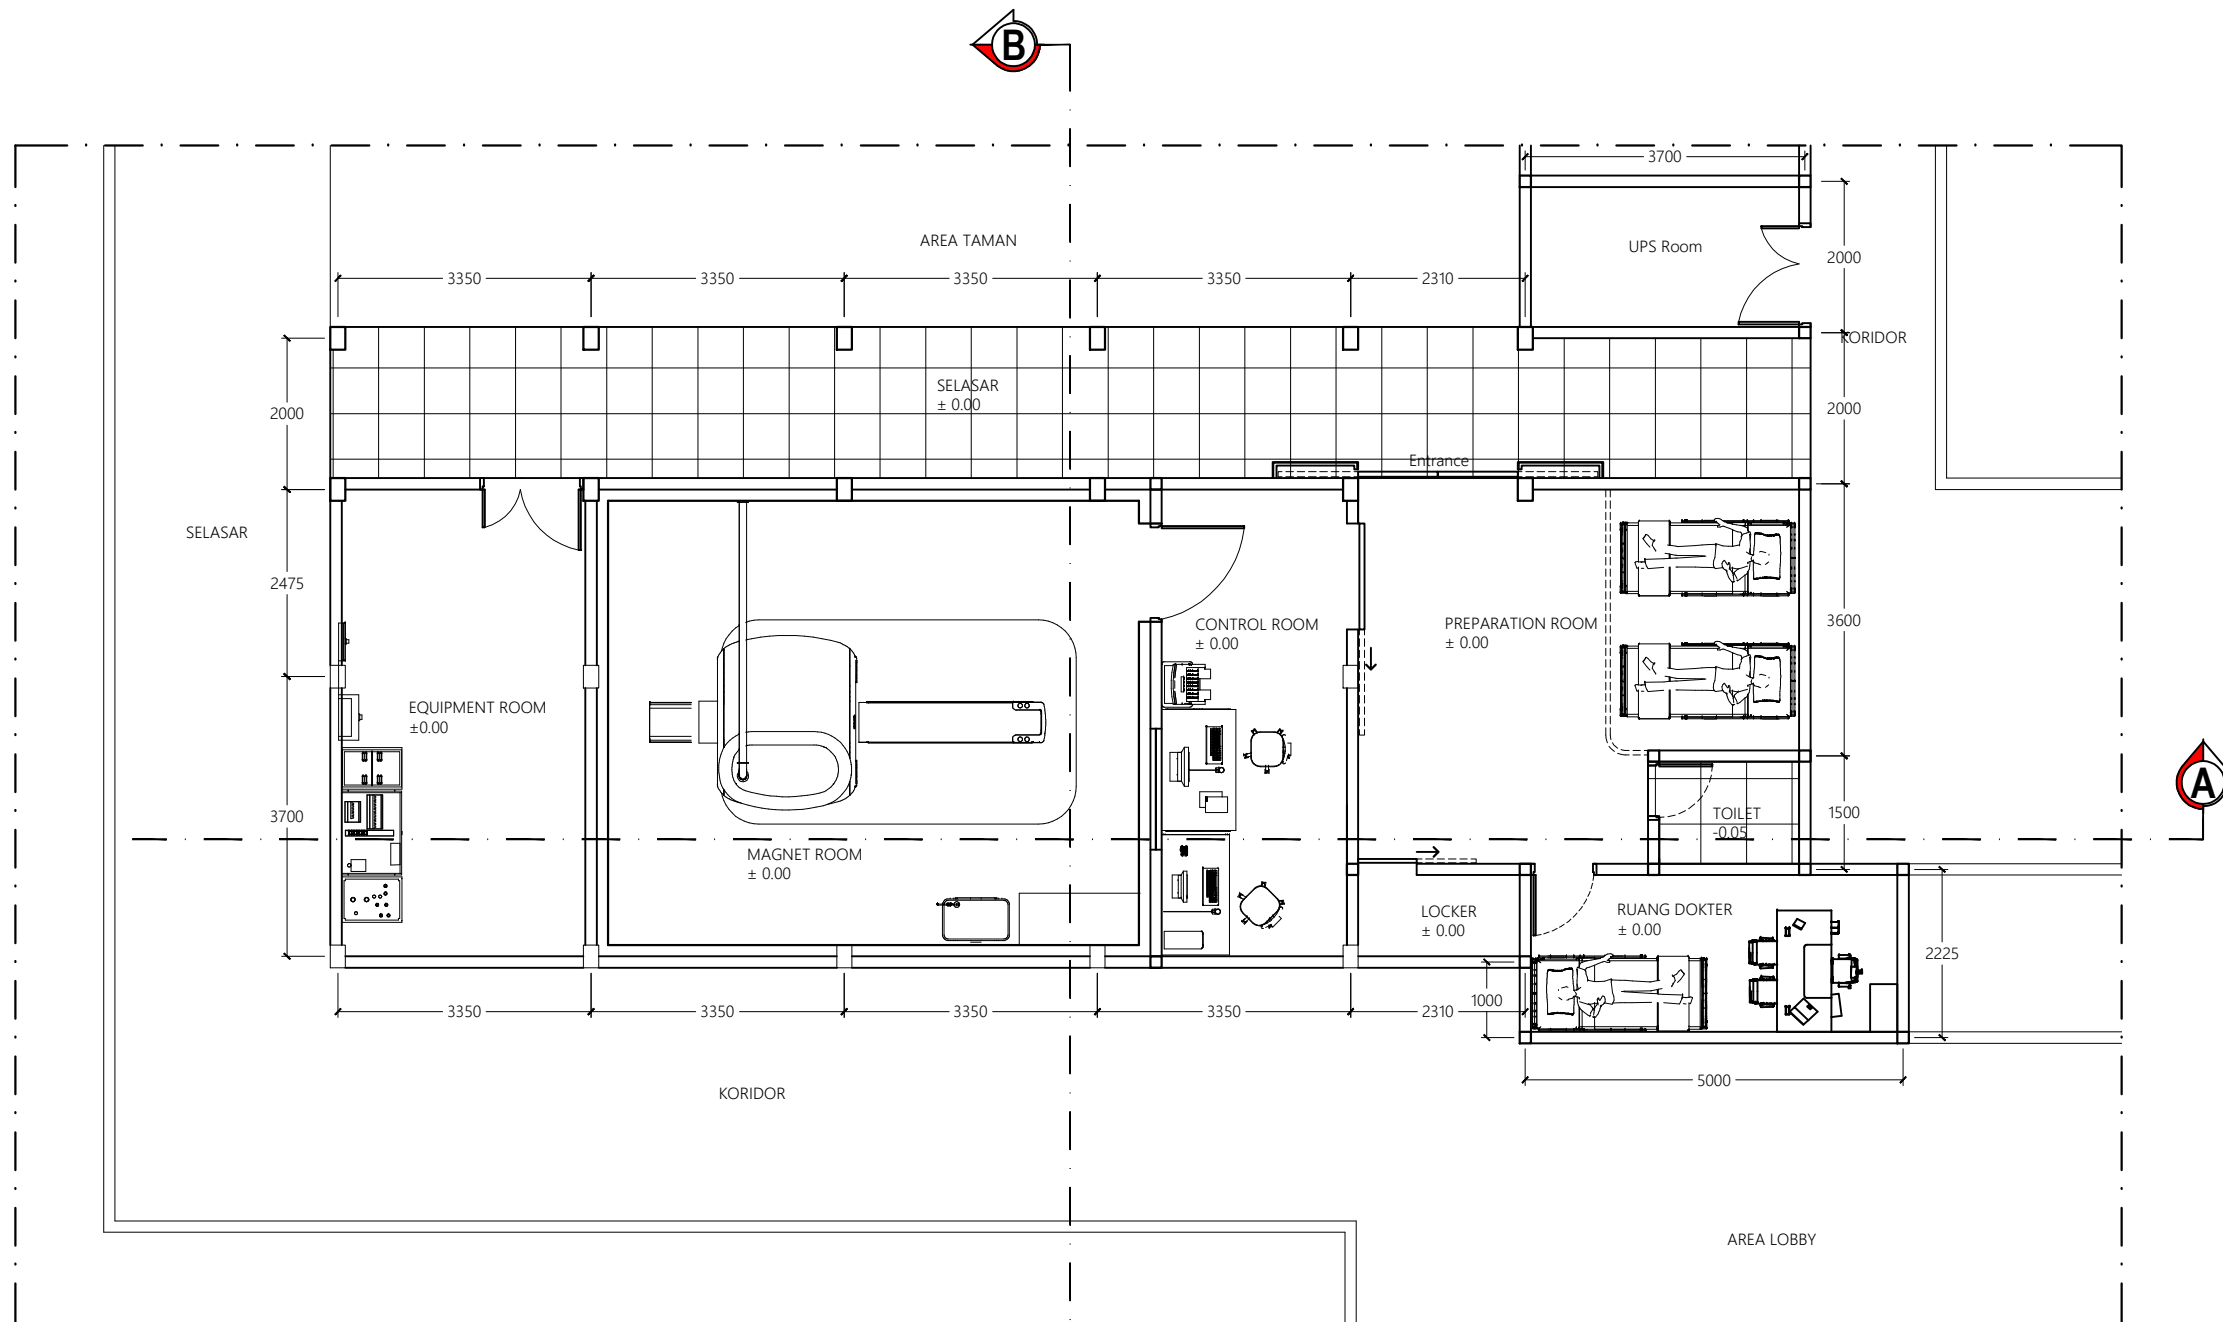 B
3700
AREA TAMAN
UPS Room
2000
3350
3350
3350
3350
2310
KORIDOR
SELASAR
± 0.00
2000
2000
Entrance
SELASAR
2475
CONTROL ROOM
± 0.00
PREPARATION ROOM
± 0.00
3600
EQUIPMENT ROOM
±0.00
A
3700
TOILET
-0.05
1500
MAGNET ROOM
± 0.00
LOCKER
± 0.00
RUANG DOKTER
± 0.00
2225
3350
3350
3350
3350
2310
1000
5000
KORIDOR
AREA LOBBY